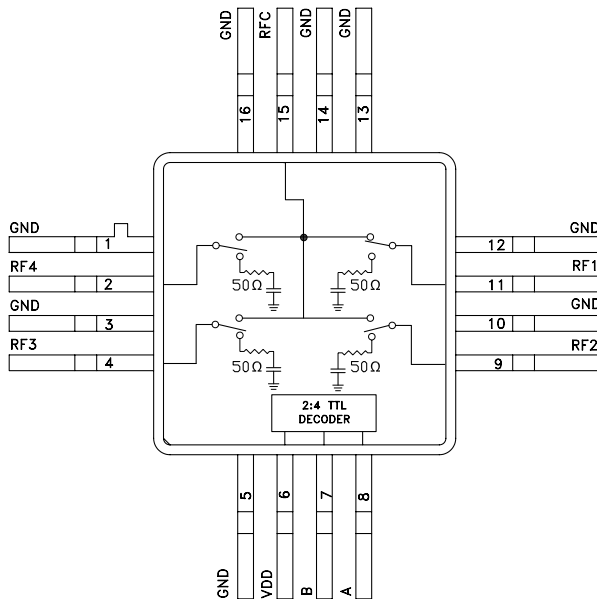 GND
RFC
GND
GND
16
15
14
13
GND
1
12
GND
RF4
2
11
RF1
GND
3
10
GND
RF3
4
9
RF2
50Ω
50Ω
50Ω
50Ω
2:4 TTL
DECODER
5
6
7
8
GND
VDD
B
A